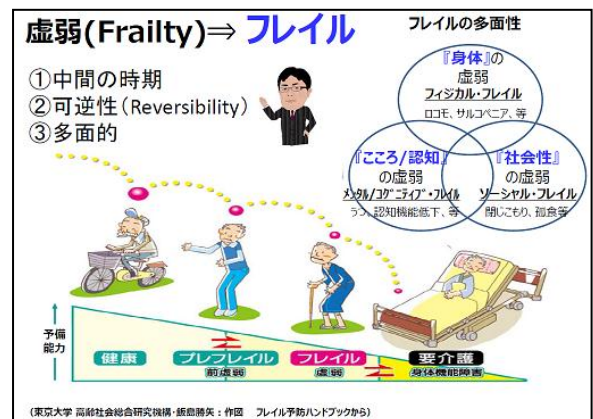 虚弱(Frailty)⇒ フレイル
①中間の時期
②可逆性(Reversibility)
③多面的
フレイルの多面性
『身体』の
虚弱
フィジカル・フレイル
ロコモ、サルコペニア、等
『こころ/認知』
の虚弱
メンタル/コグニティブ・フレイル
うつ、認知機能低下、等
『社会性』
の虚弱
ソーシャル・フレイル
閉じこもり、孤食等
予備
能力
健康
プレフレイル
前虚弱
フレイル
虚弱
要介護
身体機能障害
(東京大学 高齢社会総合研究機構・飯島勝矢:作図 フレイル予防ハンドブックから)